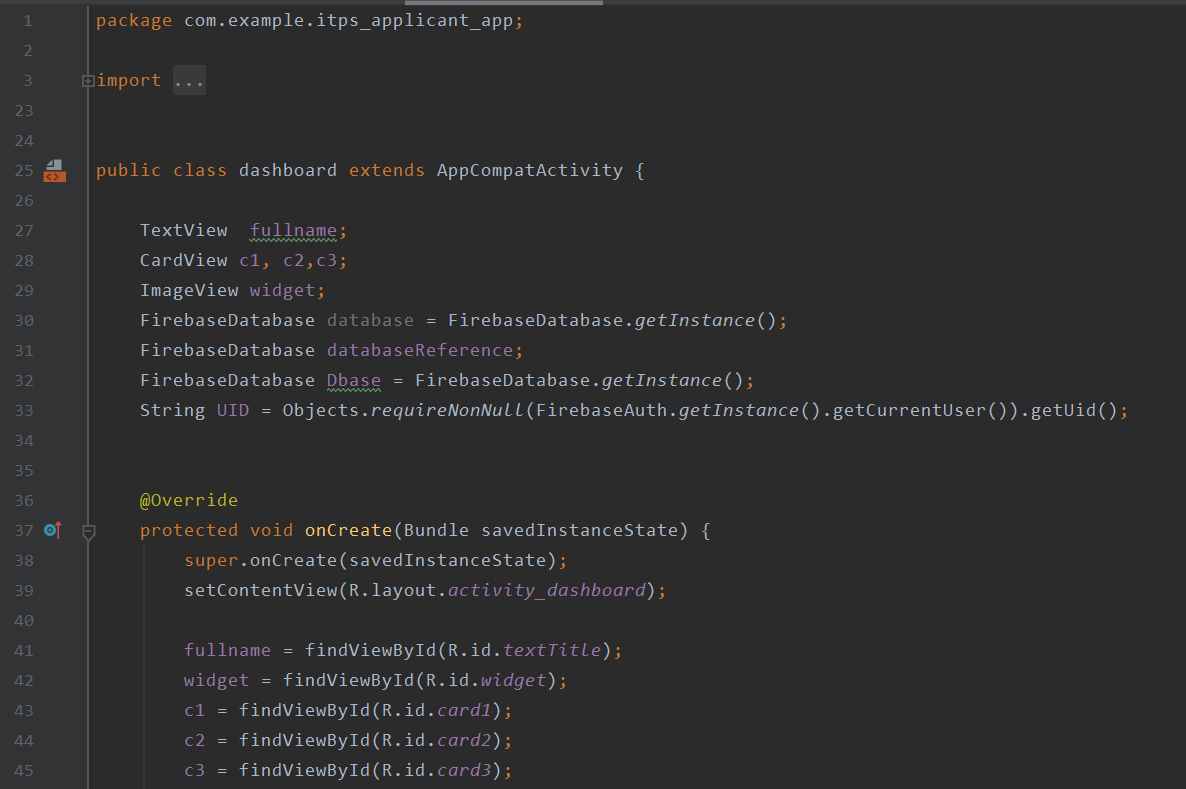 1 package com.example.itps_applicant_app;
2
3 import ...
23
24
25 public class dashboard extends AppCompatActivity {
26
27 TextView  fullname;
28 CardView c1, c2,c3;
29 ImageView widget;
30 FirebaseDatabase database = FirebaseDatabase.getInstance();
31 FirebaseDatabase databaseReference;
32 FirebaseDatabase Dbase = FirebaseDatabase.getInstance();
33 String UID = Objects.requireNonNull(FirebaseAuth.getInstance().getCurrentUser()).getUid();
34
35
36 @Override
37 protected void onCreate(Bundle savedInstanceState) {
38 super.onCreate(savedInstanceState);
39 setContentView(R.layout.activity_dashboard);
40
41 fullname = findViewById(R.id.textTitle);
42 widget = findViewById(R.id.widget);
43 c1 = findViewById(R.id.card1);
44 c2 = findViewById(R.id.card2);
45 c3 = findViewById(R.id.card3);